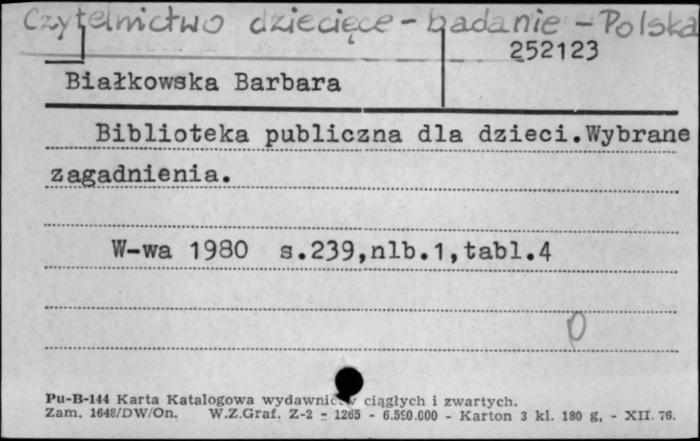 Czytelnictwo dziecięce - badanie - Polska
252123
Białkowska Barbara
Biblioteka publiczna dla dzieci.Wybrane
zagadnienia.
W-wa 1980 s.239,nlb.1,tabl.4
Pu-B-144 Karta Katalogowa wydawnictw ciągłych i zwartych.
Zam. 1648/DW/On. W.Z.Graf. Z-2 - 1265 - 6.590.000 - Karton 3 kl. 180 g, - XII. 76.